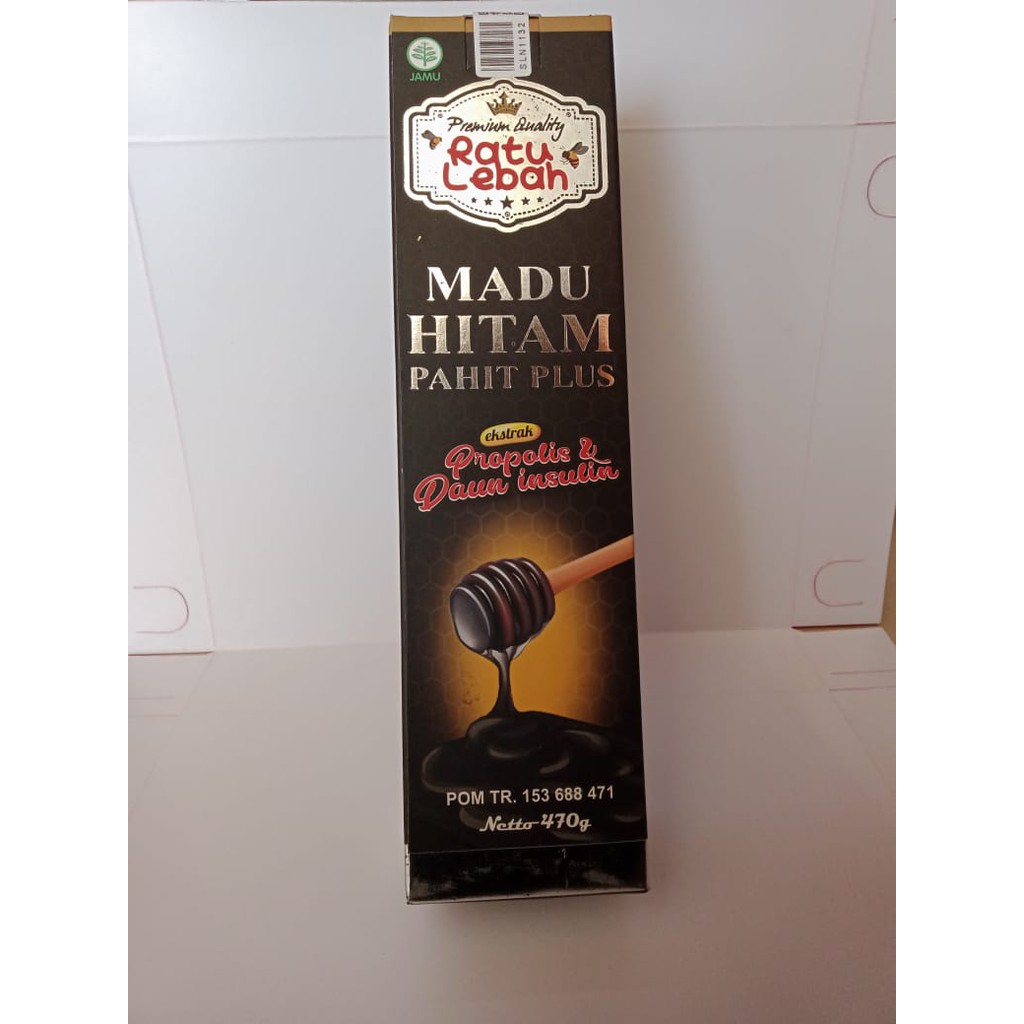 SLN1132
JAMU
Premium Quality
Ratu
Lebah
MADU
HITAM
PAHIT PLUS
ekstrak
Propolis &
Daun insulin
POM TR. 153 688 471
Netto 470g